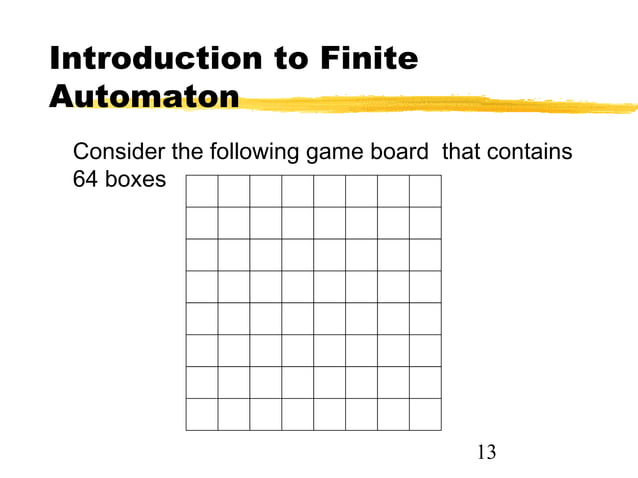 Introduction to Finite
Automaton
Consider the following game board  that contains
64 boxes
13